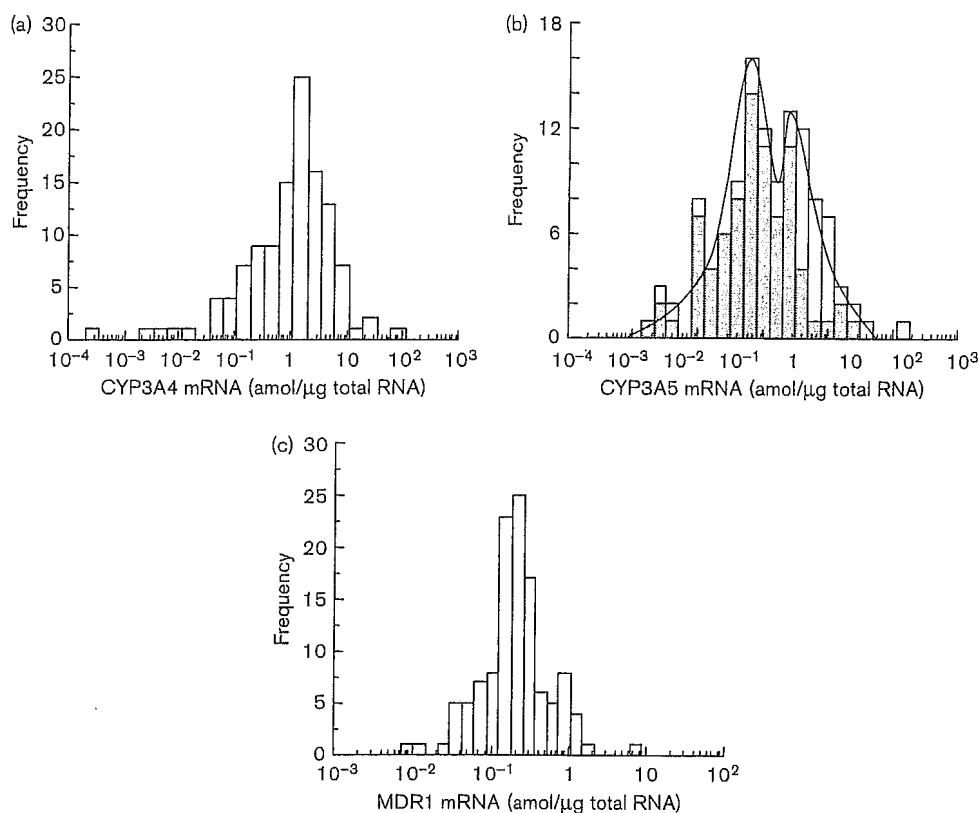 (a)
30
25
20
15
10
5
0
Frequency
10⁻⁴ 10⁻³ 10⁻² 10⁻¹ 1 10 10² 10³
CYP3A4 mRNA (amol/µg total RNA)
(b)
18
12
6
0
Frequency
10⁻⁴ 10⁻³ 10⁻² 10⁻¹ 1 10 10² 10³
CYP3A5 mRNA (amol/µg total RNA)
(c)
30
25
20
15
10
5
0
Frequency
10⁻³ 10⁻² 10⁻¹ 1 10 10²
MDR1 mRNA (amol/µg total RNA)